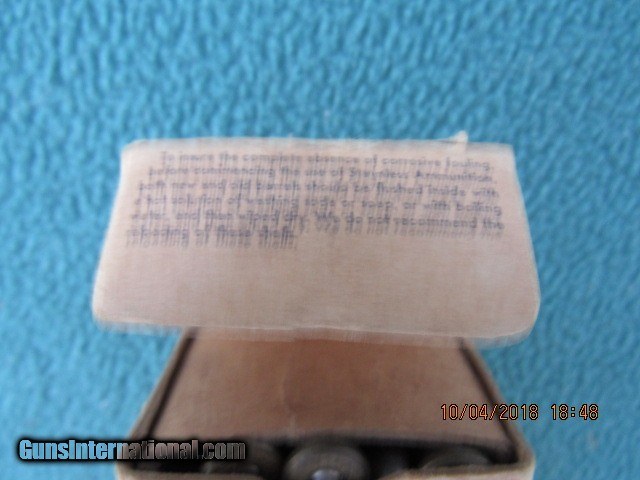 To insure the complete absence of corrosive fouling
before commencing the use of Stainless Ammunition
both new and old barrels should be flushed inside with
a hot solution of washing soda or soap, or with boiling
water, and then wiped dry. We do not recommend the
reloading of these shells.
10/04/2018 18:48
GunsInternational.com